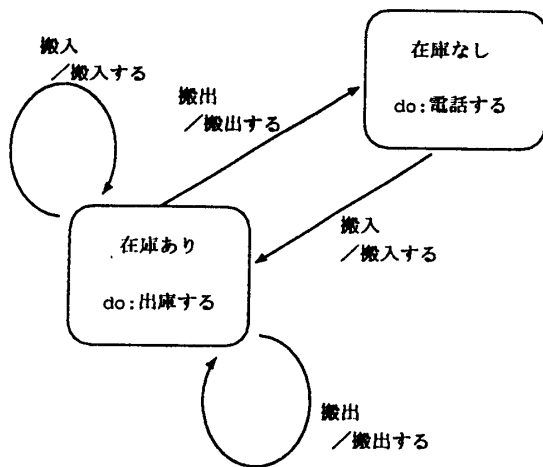 搬入
／搬入する
搬出
／搬出する
在庫なし
do:電話する
搬入
／搬入する
在庫あり
do:出庫する
搬出
／搬出する